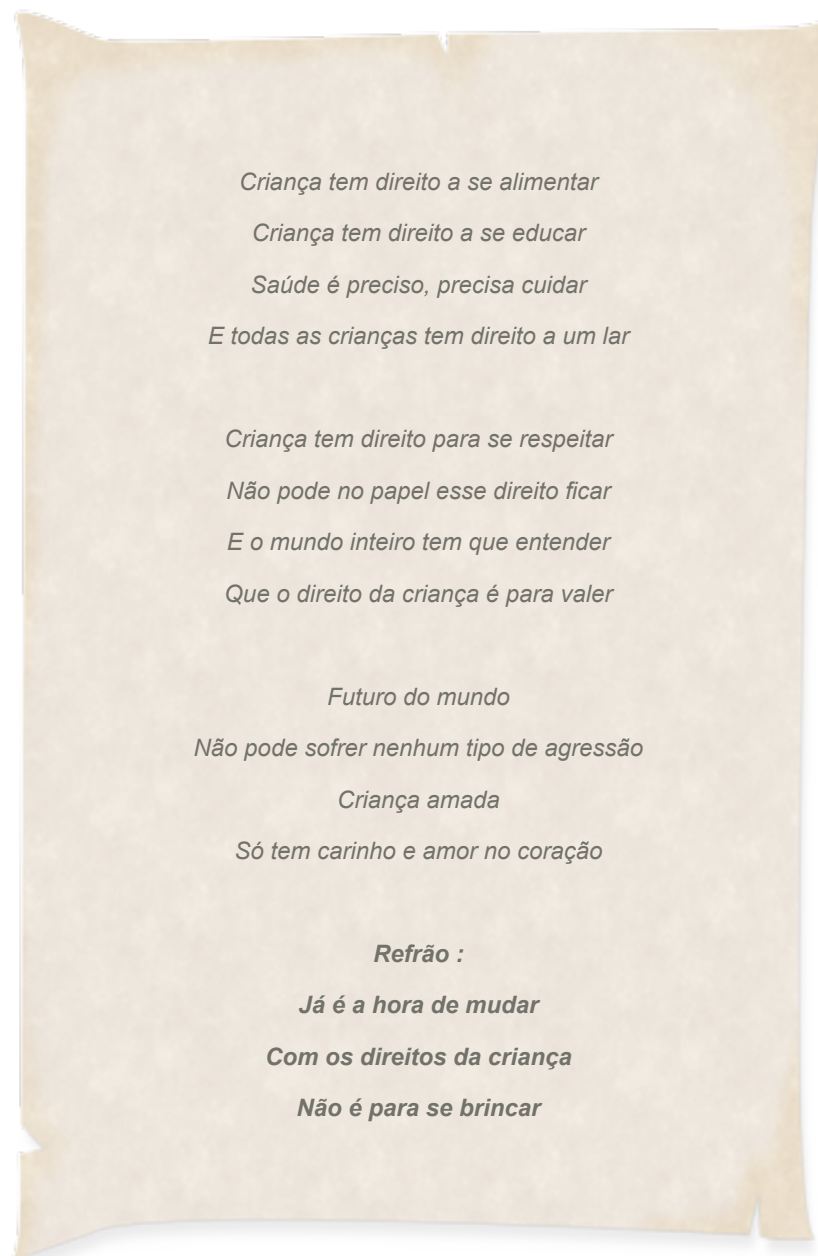 Criança tem direito a se alimentar
Criança tem direito a se educar
Saúde é preciso, precisa cuidar
E todas as crianças tem direito a um lar
Criança tem direito para se respeitar
Não pode no papel esse direito ficar
E o mundo inteiro tem que entender
Que o direito da criança é para valer
Futuro do mundo
Não pode sofrer nenhum tipo de agressão
Criança amada
Só tem carinho e amor no coração
Refrão :
Já é a hora de mudar
Com os direitos da criança
Não é para se brincar